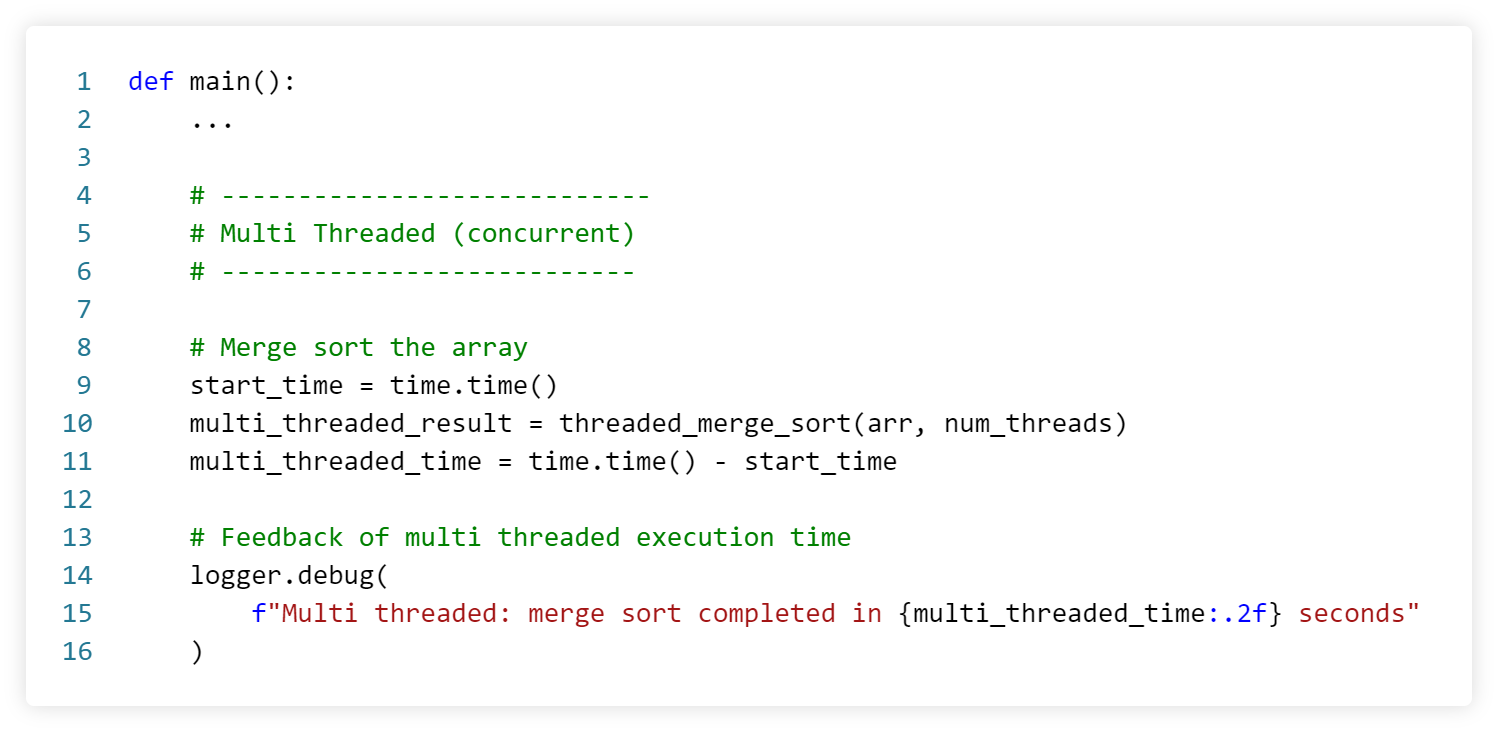 1 def main():
2     ...
3
4     # ----------------------------
5     # Multi Threaded (concurrent)
6     # ---------------------------
7
8     # Merge sort the array
9     start_time = time.time()
10     multi_threaded_result = threaded_merge_sort(arr, num_threads)
11     multi_threaded_time = time.time() - start_time
12
13     # Feedback of multi threaded execution time
14     logger.debug(
15         f"Multi threaded: merge sort completed in {multi_threaded_time:.2f} seconds"
16     )